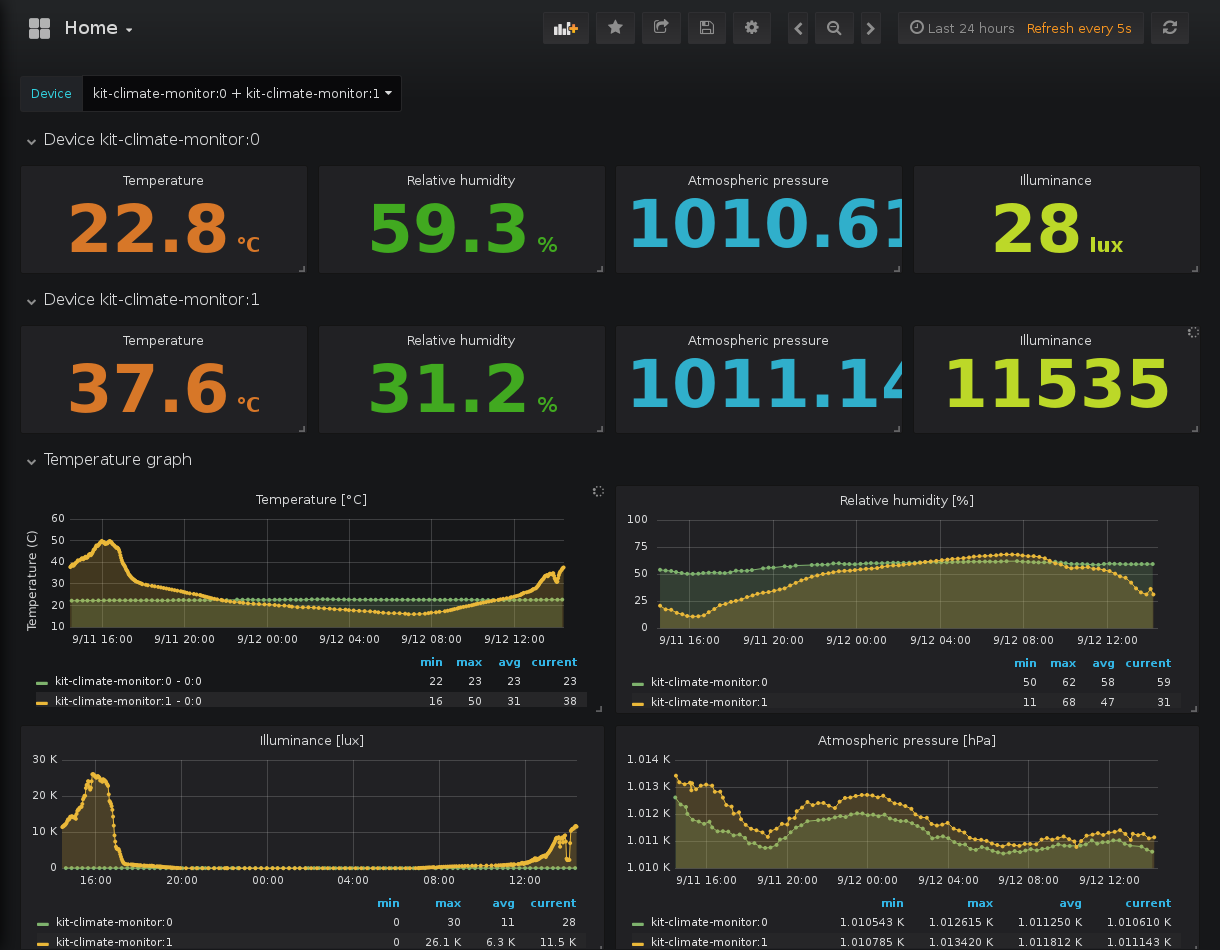 Home
Last 24 hours Refresh every 5s
Device kit-climate-monitor:0 + kit-climate-monitor:1
Device kit-climate-monitor:0
Temperature Relative humidity Atmospheric pressure Illuminance
22.8 °C 59.3 % 1010.61 28 lux
Device kit-climate-monitor:1
Temperature Relative humidity Atmospheric pressure Illuminance
37.6 °C 31.2 % 1011.14 11535
Temperature graph
Temperature [°C]
Temperature (C)
60
50
40
30
20
10
9/11 16:00 9/11 20:00 9/12 00:00 9/12 04:00 9/12 08:00 9/12 12:00
min max avg current
kit-climate-monitor:0 - 0:0 22 23 23 23
kit-climate-monitor:1 - 0:0 16 50 31 38
Relative humidity [%]
100
75
50
25
0
9/11 16:00 9/11 20:00 9/12 00:00 9/12 04:00 9/12 08:00 9/12 12:00
min max avg current
kit-climate-monitor:0 50 62 58 59
kit-climate-monitor:1 11 68 47 31
Illuminance [lux]
30 K
20 K
10 K
0
16:00 20:00 00:00 04:00 08:00 12:00
min max avg current
kit-climate-monitor:0 0 30 11 28
kit-climate-monitor:1 0 26.1 K 6.3 K 11.5 K
Atmospheric pressure [hPa]
1.014 K
1.013 K
1.012 K
1.011 K
1.010 K
9/11 16:00 9/11 20:00 9/12 00:00 9/12 04:00 9/12 08:00 9/12 12:00
min max avg current
kit-climate-monitor:0 1.010543 K 1.012615 K 1.011250 K 1.010610 K
kit-climate-monitor:1 1.010785 K 1.013420 K 1.011812 K 1.011143 K